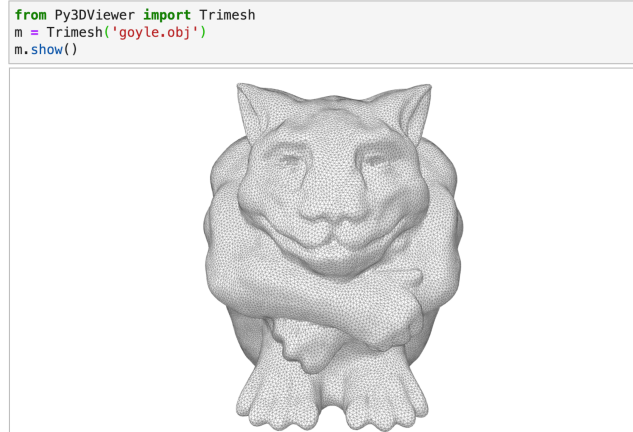 from Py3DViewer import Trimesh
m = Trimesh('goyle.obj')
m.show()